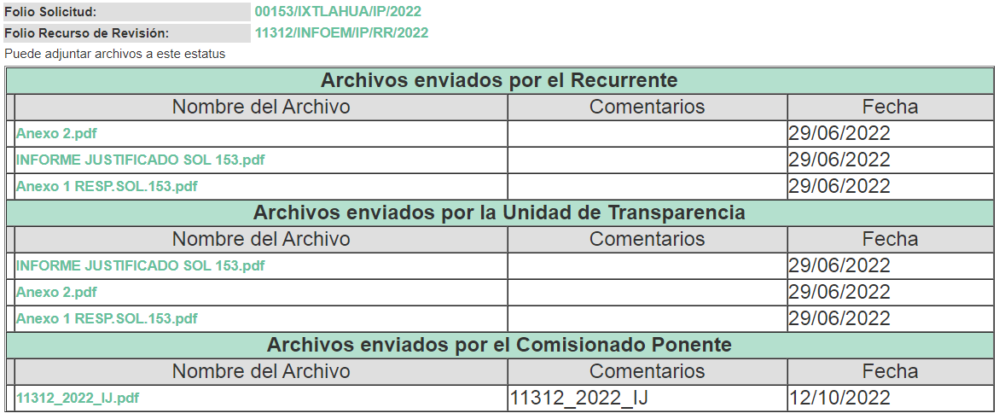 Folio Solicitud: 00153/IXTLAHUA/IP/2022
Folio Recurso de Revisión: 11312/INFOEM/IP/RR/2022
Puede adjuntar archivos a este estatus
Archivos enviados por el Recurrente
Nombre del Archivo Comentarios Fecha
Anexo 2.pdf 29/06/2022
INFORME JUSTIFICADO SOL 153.pdf 29/06/2022
Anexo 1 RESP.SOL.153.pdf 29/06/2022
Archivos enviados por la Unidad de Transparencia
Nombre del Archivo Comentarios Fecha
INFORME JUSTIFICADO SOL 153.pdf 29/06/2022
Anexo 2.pdf 29/06/2022
Anexo 1 RESP.SOL.153.pdf 29/06/2022
Archivos enviados por el Comisionado Ponente
Nombre del Archivo Comentarios Fecha
11312_2022_IJ.pdf 11312_2022_IJ 12/10/2022